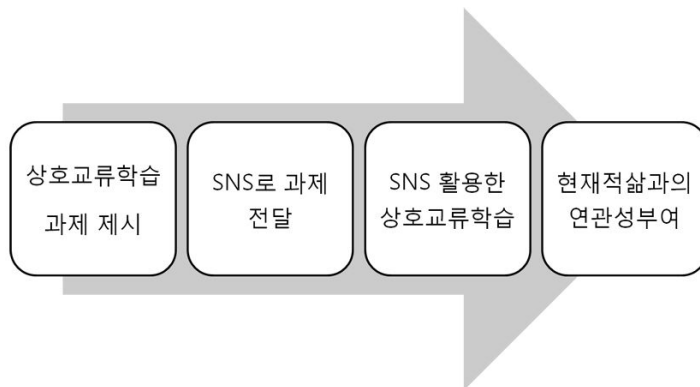 상호교류학습
과제 제시
SNS로 과제
전달
SNS 활용한
상호교류학습
현재적삶과의
연관성부여